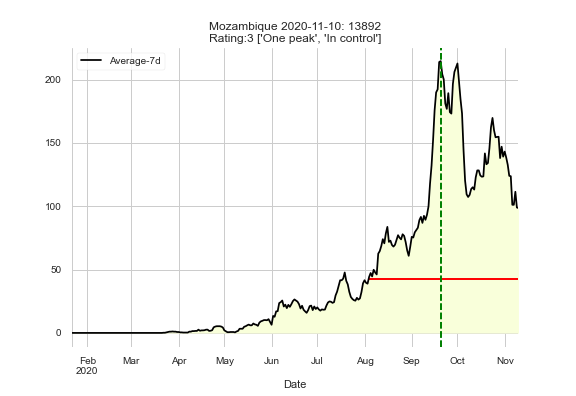 Mozambique 2020-11-10: 13892
Rating:3 ['One peak', 'In control']
Average-7d
200
150
100
50
0
Feb Mar Apr May Jun Jul Aug Sep Oct Nov
2020
Date